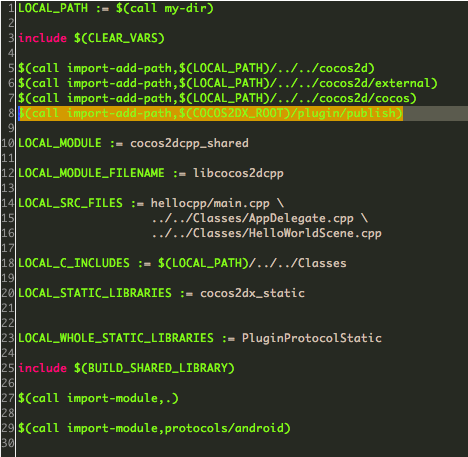 1 LOCAL_PATH := $(call my-dir)
2
3 include $(CLEAR_VARS)
4
5 $(call import-add-path,$(LOCAL_PATH)/../../cocos2d)
6 $(call import-add-path,$(LOCAL_PATH)/../../cocos2d/external)
7 $(call import-add-path,$(LOCAL_PATH)/../../cocos2d/cocos)
8 $(call import-add-path,$(COCOS2DX_ROOT)/plugin/publish)
9
10 LOCAL_MODULE := cocos2dcpp_shared
11
12 LOCAL_MODULE_FILENAME := libcocos2dcpp
13
14 LOCAL_SRC_FILES := hellocpp/main.cpp \
15 ../../Classes/AppDelegate.cpp \
16 ../../Classes/HelloWorldScene.cpp
17
18 LOCAL_C_INCLUDES := $(LOCAL_PATH)/../../Classes
19
20 LOCAL_STATIC_LIBRARIES := cocos2dx_static
21
22
23 LOCAL_WHOLE_STATIC_LIBRARIES := PluginProtocolStatic
24
25 include $(BUILD_SHARED_LIBRARY)
26
27 $(call import-module,.)
28
29 $(call import-module,protocols/android)
30